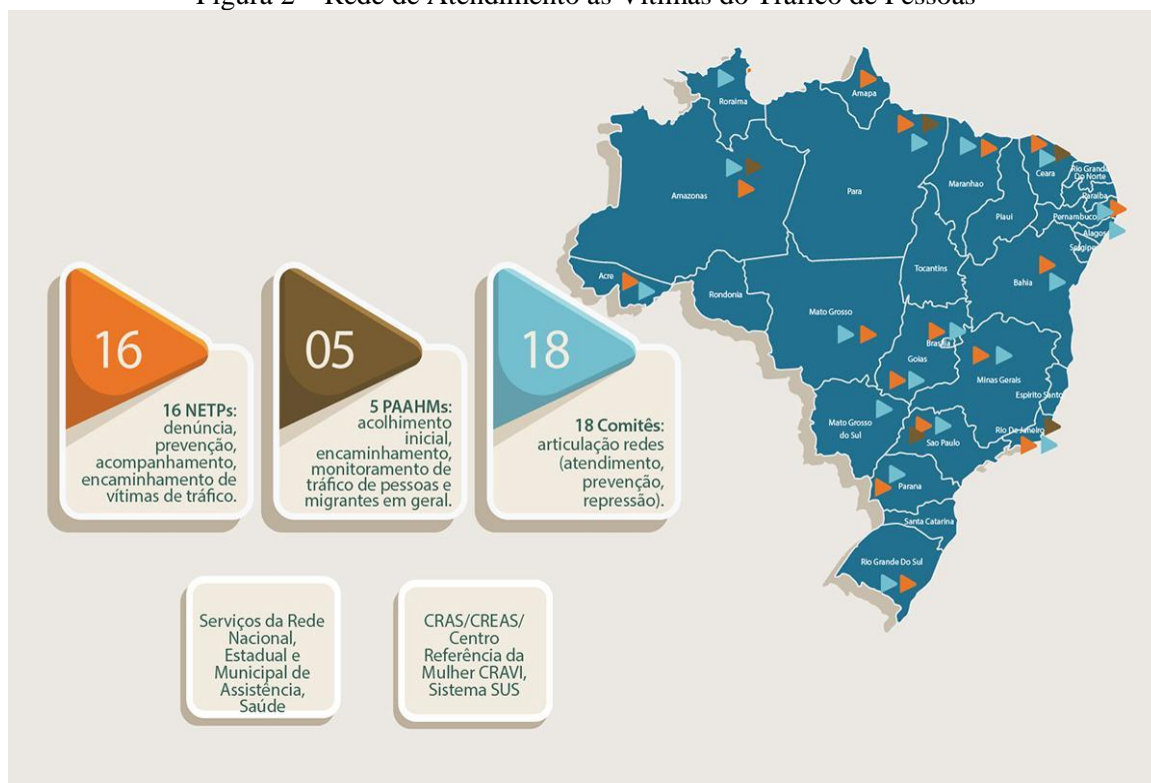 Figura 2 – Rede de Atendimento às Vítimas do Tráfico de Pessoas
Roraima
Amapa
Amazonas
Para
Maranhao
Ceara
Rio Grande
Do Norte
Paraiba
Piaui
Pernambuco
Alagos
Sergipe
Acre
Rondonia
Tocantins
Bahia
Mato Grosso
Brasilia
Goias
Minas Gerais
Espirito Santo
Mato Grosso
do Sul
Rio De Janeiro
Sao Paulo
Parana
Santa Catarina
Rio Grande Do Sul
16
16 NETPs:
denúncia,
prevenção,
acompanhamento,
encaminhamento de
vítimas de tráfico.
05
5 PAAHMs:
acolhimento
inicial,
encaminhamento,
monitoramento de
tráfico de pessoas e
migrantes em geral.
18
18 Comitês:
articulação redes
(atendimento,
prevenção,
repressão).
Serviços da Rede
Nacional,
Estadual e
Municipal de
Assistência,
Saúde
CRAS/CREAS/
Centro
Referência da
Mulher CRAVI,
Sistema SUS